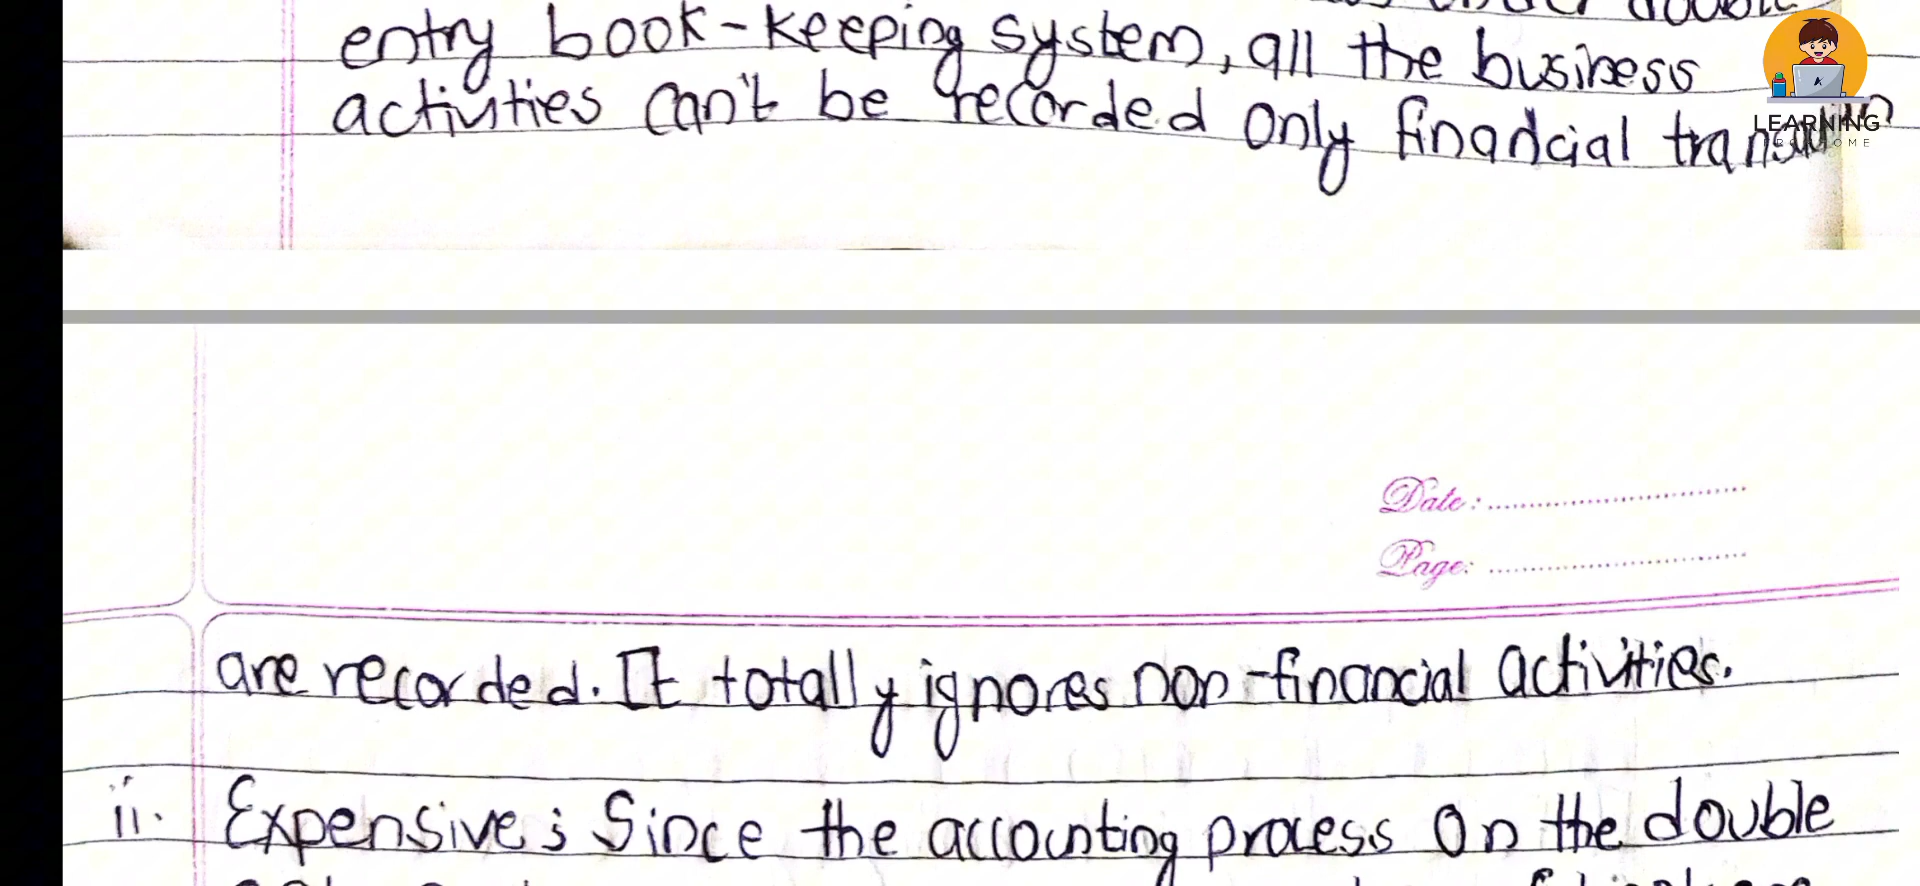 entry book-keeping system, all the business
LEARNING
activities can't be recorded only financial
Date:
Page:
are recorded. It totally ignores non-financial activities.
ii. Expensive; Since the accounting process on the double